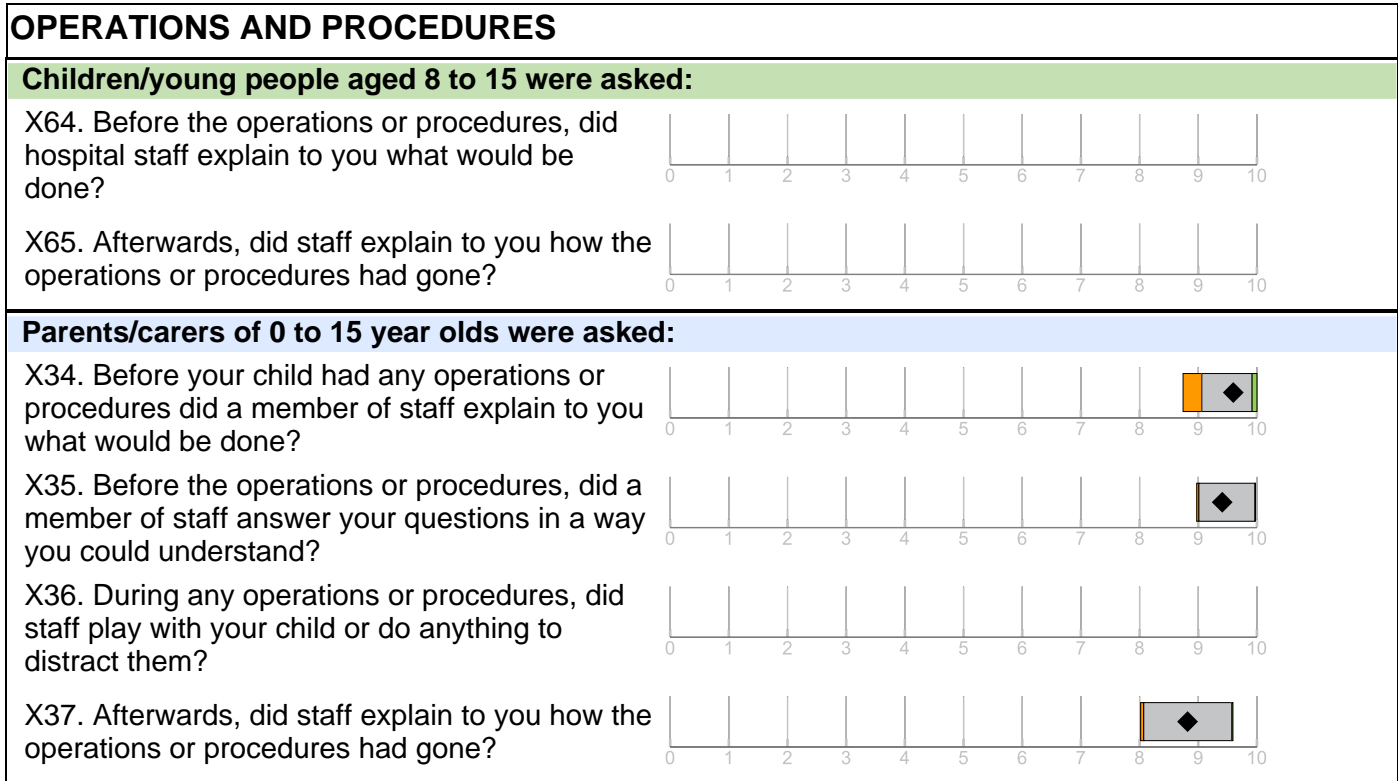 OPERATIONS AND PROCEDURES
Children/young people aged 8 to 15 were asked:
X64. Before the operations or procedures, did
hospital staff explain to you what would be
done?
0 1 2 3 4 5 6 7 8 9 10
X65. Afterwards, did staff explain to you how the
operations or procedures had gone?
0 1 2 3 4 5 6 7 8 9 10
Parents/carers of 0 to 15 year olds were asked:
X34. Before your child had any operations or
procedures did a member of staff explain to you
what would be done?
0 1 2 3 4 5 6 7 8 9 10
X35. Before the operations or procedures, did a
member of staff answer your questions in a way
you could understand?
0 1 2 3 4 5 6 7 8 9 10
X36. During any operations or procedures, did
staff play with your child or do anything to
distract them?
0 1 2 3 4 5 6 7 8 9 10
X37. Afterwards, did staff explain to you how the
operations or procedures had gone?
0 1 2 3 4 5 6 7 8 9 10